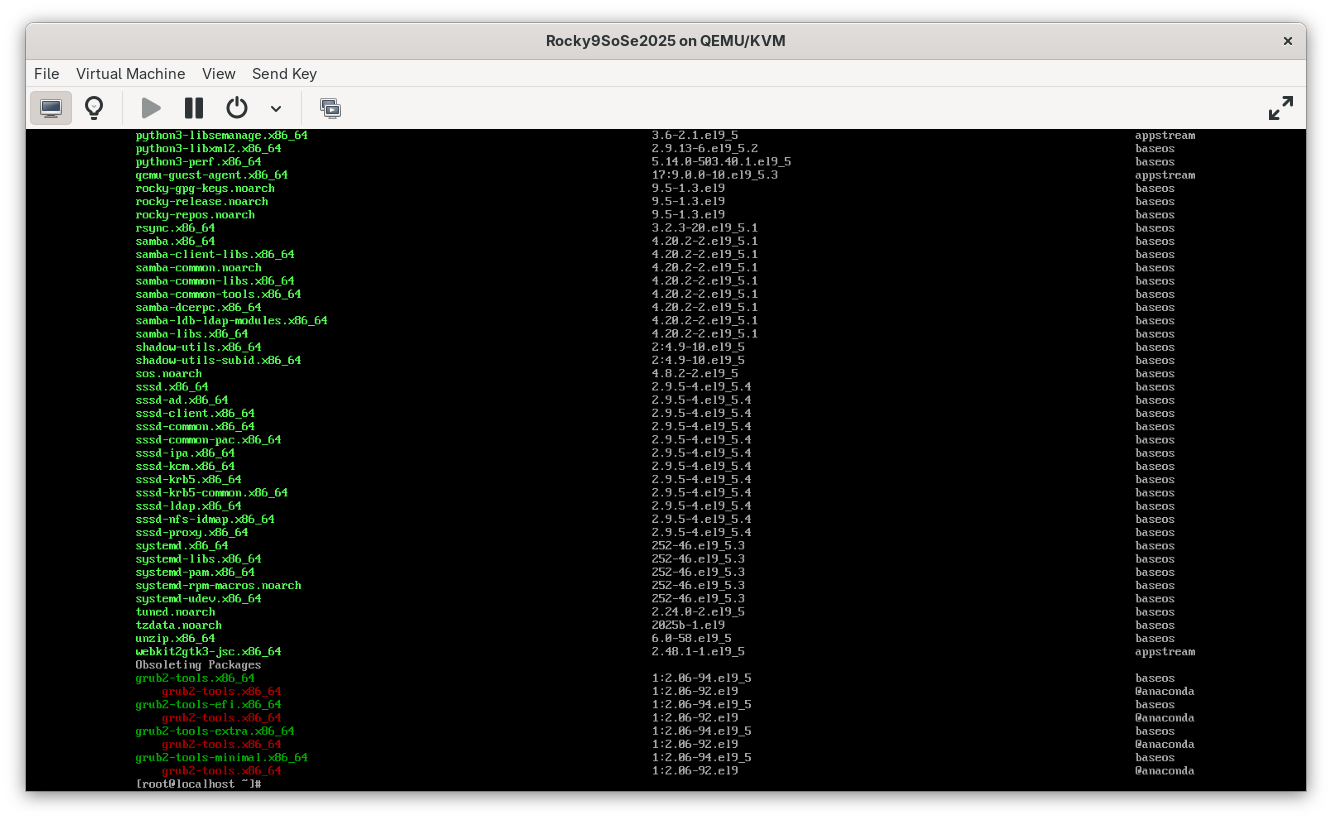 Rocky9SoSe2025 on QEMU/KVM
File Virtual Machine View Send Key
python3-libsemanage.x86_64 3.6-2.1.el9_5 appstream
python3-libxml2.x86_64 2.9.13-6.el9_5.2 baseos
python3-perf.x86_64 5.14.0-503.40.1.el9_5 baseos
qemu-guest-agent.x86_64 17:9.0.0-10.el9_5.3 appstream
rocky-gpg-keys.noarch 9.5-1.3.el9 baseos
rocky-release.noarch 9.5-1.3.el9 baseos
rocky-repos.noarch 9.5-1.3.el9 baseos
rsync.x86_64 3.2.3-20.el9_5.1 baseos
samba.x86_64 4.20.2-2.el9_5.1 baseos
samba-client-libs.x86_64 4.20.2-2.el9_5.1 baseos
samba-common.noarch 4.20.2-2.el9_5.1 baseos
samba-common-libs.x86_64 4.20.2-2.el9_5.1 baseos
samba-common-tools.x86_64 4.20.2-2.el9_5.1 baseos
samba-dcerpc.x86_64 4.20.2-2.el9_5.1 baseos
samba-ldb-ldap-modules.x86_64 4.20.2-2.el9_5.1 baseos
samba-libs.x86_64 4.20.2-2.el9_5.1 baseos
shadow-utils.x86_64 2:4.9-10.el9_5 baseos
shadow-utils-subid.x86_64 2:4.9-10.el9_5 baseos
sos.noarch 4.8.2-2.el9_5 baseos
sssd.x86_64 2.9.5-4.el9_5.4 baseos
sssd-ad.x86_64 2.9.5-4.el9_5.4 baseos
sssd-client.x86_64 2.9.5-4.el9_5.4 baseos
sssd-common.x86_64 2.9.5-4.el9_5.4 baseos
sssd-common-pac.x86_64 2.9.5-4.el9_5.4 baseos
sssd-ipa.x86_64 2.9.5-4.el9_5.4 baseos
sssd-kcm.x86_64 2.9.5-4.el9_5.4 baseos
sssd-krb5.x86_64 2.9.5-4.el9_5.4 baseos
sssd-krb5-common.x86_64 2.9.5-4.el9_5.4 baseos
sssd-ldap.x86_64 2.9.5-4.el9_5.4 baseos
sssd-nfs-idmap.x86_64 2.9.5-4.el9_5.4 baseos
sssd-proxy.x86_64 2.9.5-4.el9_5.4 baseos
systemd.x86_64 252-46.el9_5.3 baseos
systemd-libs.x86_64 252-46.el9_5.3 baseos
systemd-pam.x86_64 252-46.el9_5.3 baseos
systemd-rpm-macros.noarch 252-46.el9_5.3 baseos
systemd-udev.x86_64 252-46.el9_5.3 baseos
tuned.noarch 2.24.0-2.el9_5 baseos
tzdata.noarch 2025b-1.el9 baseos
unzip.x86_64 6.0-58.el9_5 baseos
webkit2gtk3-jsc.x86_64 2.48.1-1.el9_5 appstream
Obsoleting Packages
grub2-tools.x86_64 1:2.06-94.el9_5 baseos
grub2-tools.x86_64 1:2.06-92.el9 @anaconda
grub2-tools-efi.x86_64 1:2.06-94.el9_5 baseos
grub2-tools.x86_64 1:2.06-92.el9 @anaconda
grub2-tools-extra.x86_64 1:2.06-94.el9_5 baseos
grub2-tools.x86_64 1:2.06-92.el9 @anaconda
grub2-tools-minimal.x86_64 1:2.06-94.el9_5 baseos
grub2-tools.x86_64 1:2.06-92.el9 @anaconda
[root@localhost ~]#